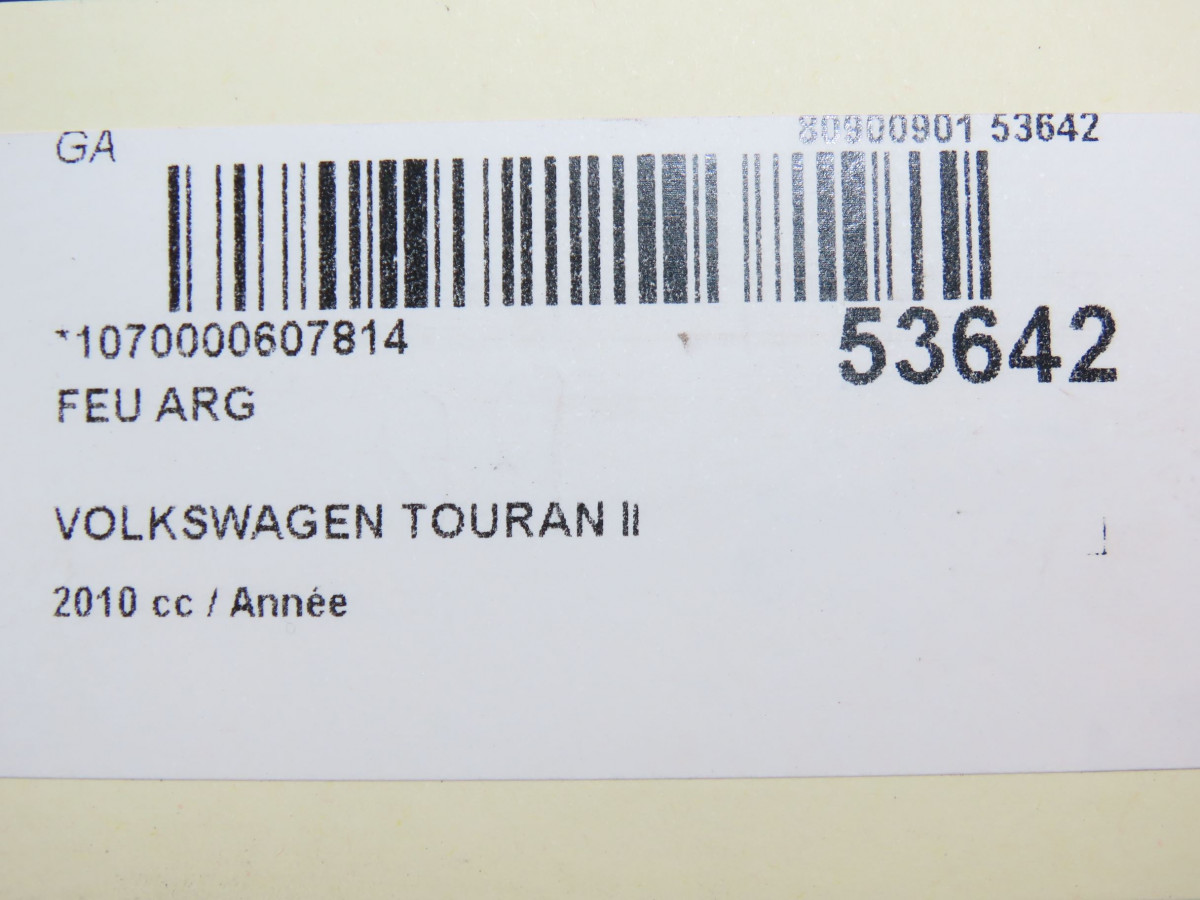 GA
80900901 53642
*1070000607814
53642
FEU ARG
VOLKSWAGEN TOURAN II
2010 cc / Année